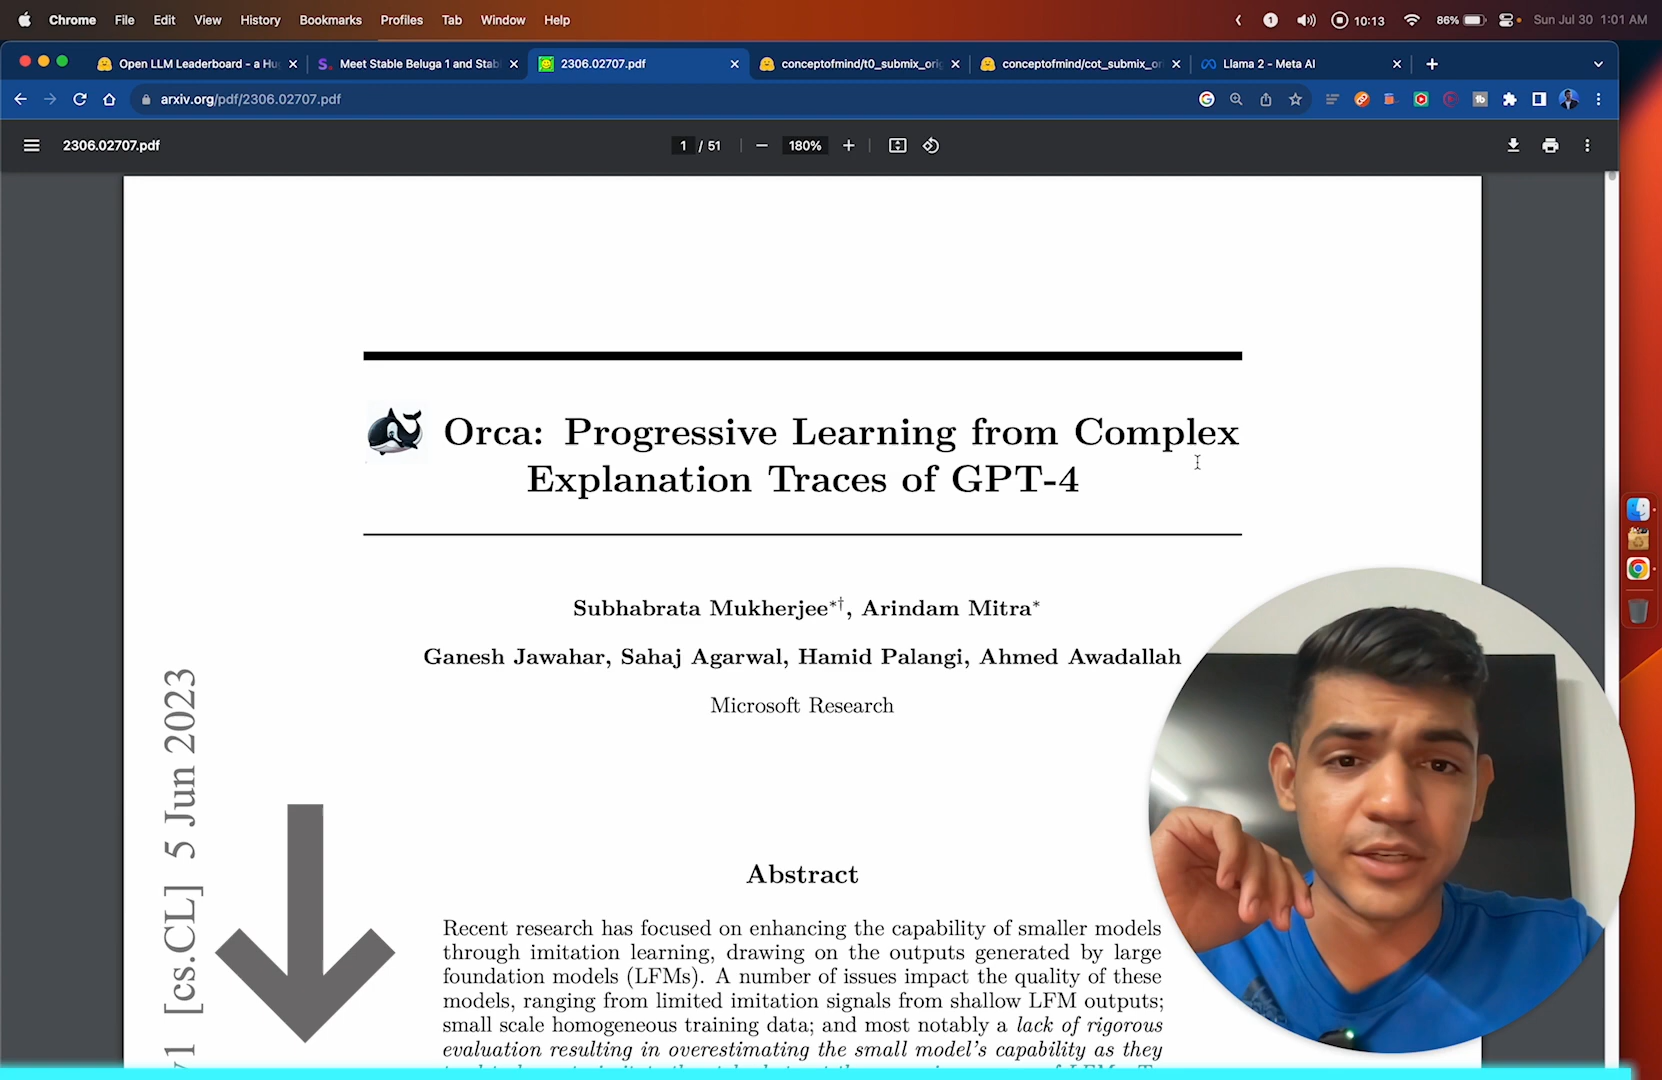 Chrome File Edit View History Bookmarks Profiles Tab Window Help
1 10:13 86% Sun Jul 30 1:01 AM
Open LLM Leaderboard - a Hu
Meet Stable Beluga 1 and Stab
2306.02707.pdf
conceptofmind/t0_submix_orig
conceptofmind/cot_submix_ori
Llama 2 - Meta AI
arxiv.org/pdf/2306.02707.pdf
2306.02707.pdf
1 / 51
180%
Orca: Progressive Learning from Complex
Explanation Traces of GPT-4
Subhabrata Mukherjee*†, Arindam Mitra*
Ganesh Jawahar, Sahaj Agarwal, Hamid Palangi, Ahmed Awadallah
Microsoft Research
[cs.CL] 5 Jun 2023
Abstract
Recent research has focused on enhancing the capability of smaller models
through imitation learning, drawing on the outputs generated by large
foundation models (LFMs). A number of issues impact the quality of these
models, ranging from limited imitation signals from shallow LFM outputs;
small scale homogeneous training data; and most notably a lack of rigorous
evaluation resulting in overestimating the small model's capability as they